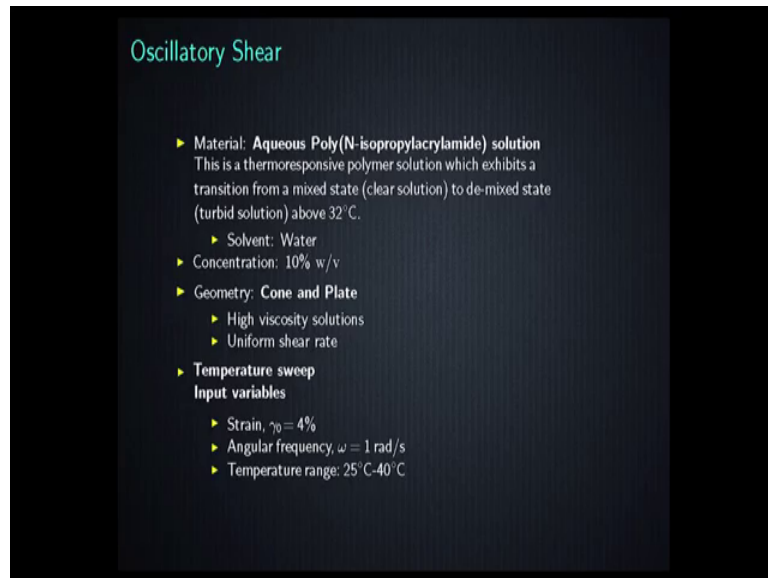 Oscillatory Shear
▶ Material: Aqueous Poly(N-isopropylacrylamide) solution
This is a thermoresponsive polymer solution which exhibits a
transition from a mixed state (clear solution) to de-mixed state
(turbid solution) above 32°C.
▶ Solvent: Water
▶ Concentration: 10% w/v
▶ Geometry: Cone and Plate
▶ High viscosity solutions
▶ Uniform shear rate
▶ Temperature sweep
Input variables
▶ Strain, γ₀ = 4%
▶ Angular frequency, ω = 1 rad/s
▶ Temperature range: 25°C-40°C